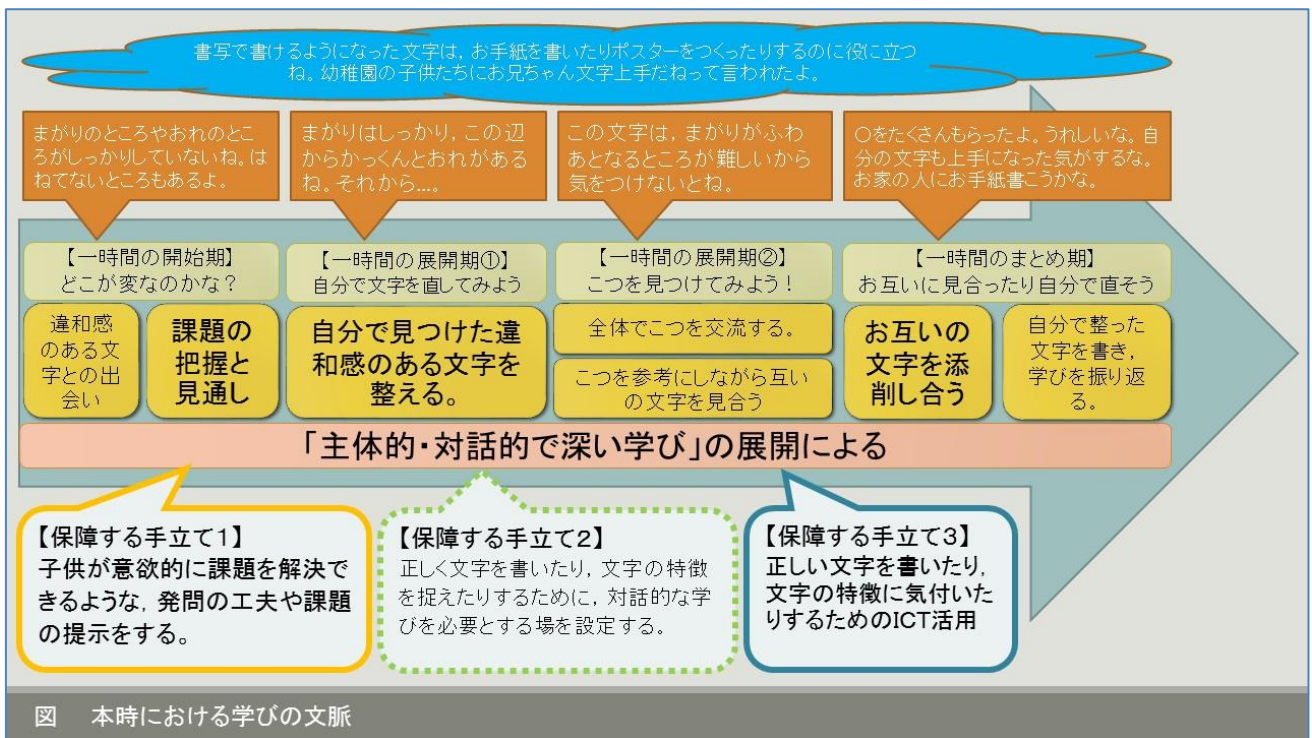 書写で書けるようになった文字は，お手紙を書いたりポスターをつくったりするのに役に立つ
ね。幼稚園の子供たちにお兄ちゃん文字上手だねって言われたよ。
まがりのところやおれのとこ
ろがしっかりしていないね。は
ねてないところもあるよ。
まがりはしっかり，この辺
からかっくんとおれがある
ね。それから…。
この文字は，まがりがふわ
あとなるところが難しいから
気をつけないとね。
○をたくさんもらったよ。うれしいな。自
分の文字も上手になった気がするな。
お家の人にお手紙書こうかな。
【一時間の開始期】
どこが変なのかな？
【一時間の展開期①】
自分で文字を直してみよう
【一時間の展開期②】
こつを見つけてみよう！
【一時間のまとめ期】
お互いに見合ったり自分で直そう
違和感
のある文
字との出
会い
課題の
把握と
見通し
自分で見つけた違
和感のある文字を
整える。
全体でこつを交流する。
こつを参考にしながら互い
の文字を見合う
お互いの
文字を添
削し合う
自分で整った
文字を書き，
学びを振り返
る。
「主体的・対話的で深い学び」の展開による
【保障する手立て１】
子供が意欲的に課題を解決で
きるような，発問の工夫や課題
の提示をする。
【保障する手立て２】
正しく文字を書いたり，文字の特徴
を捉えたりするために，対話的な学
びを必要とする場を設定する。
【保障する手立て３】
正しい文字を書いたり，
文字の特徴に気付いた
りするためのICT活用
図　本時における学びの文脈